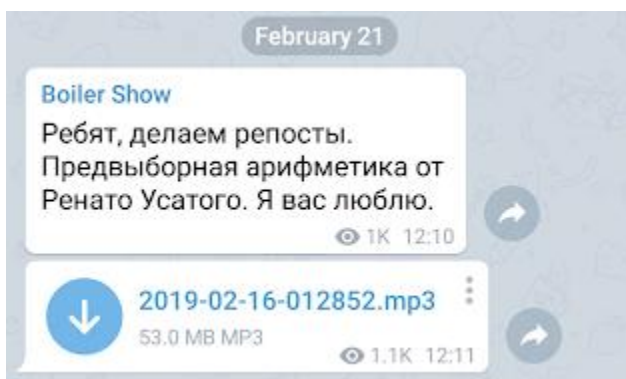 February 21
Boiler Show
Ребят, делаем репосты.
Предвыборная арифметика от
Ренато Усатого. Я вас люблю.
1K 12:10
2019-02-16-012852.mp3
53.0 MB MP3
1.1K 12:11